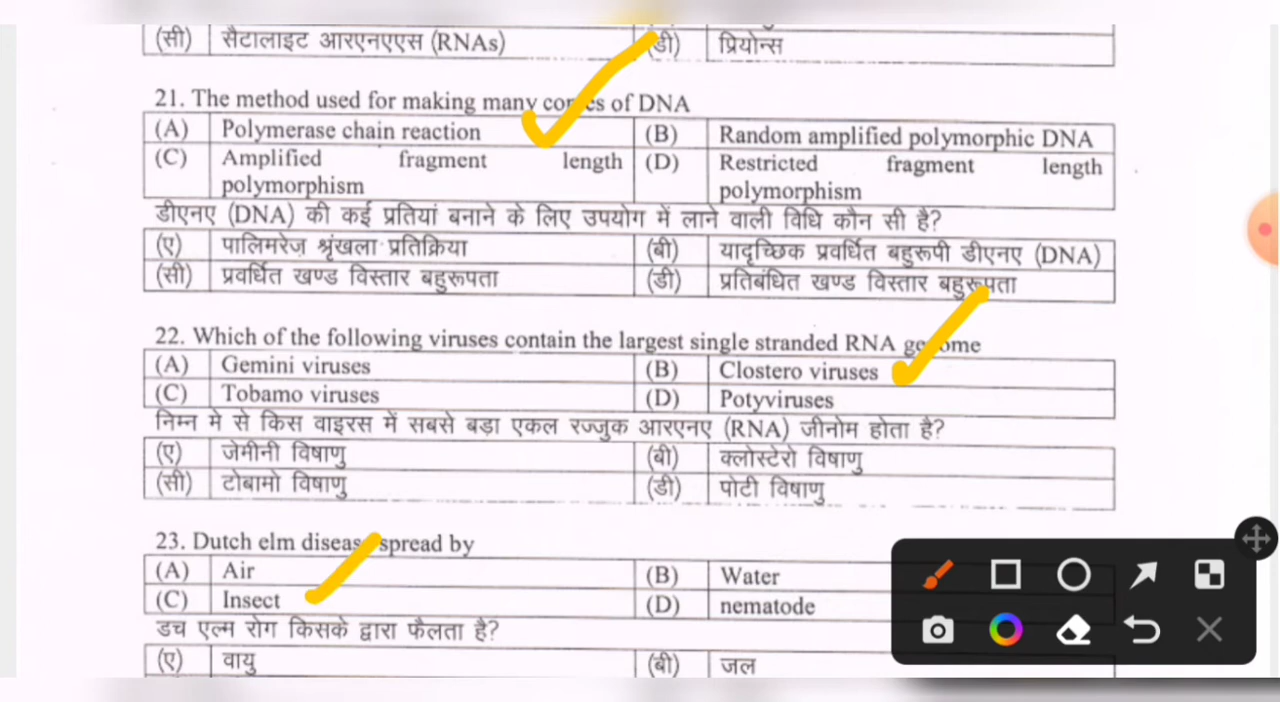 (सी) सैटालाइट आरएनएएस (RNAs) (डी) प्रियोन्स
21. The method used for making many copies of DNA
(A) Polymerase chain reaction (B) Random amplified polymorphic DNA
(C) Amplified fragment length (D) Restricted fragment length
polymorphism polymorphism
डीएनए (DNA) की कई प्रतियां बनाने के लिए उपयोग में लाने वाली विधि कौन सी है?
(ए) पालिमरेज़ श्रृंखला प्रतिक्रिया (बी) यादृच्छिक प्रवर्धित बहुरूपी डीएनए (DNA)
(सी) प्रवर्धित खण्ड विस्तार बहुरूपता (डी) प्रतिबंधित खण्ड विस्तार बहुरूपता
22. Which of the following viruses contain the largest single stranded RNA genome
(A) Gemini viruses (B) Clostero viruses
(C) Tobamo viruses (D) Potyviruses
निम्न मे से किस वाइरस में सबसे बड़ा एकल रज्जुक आरएनए (RNA) जीनोम होता है?
(ए) जेमीनी विषाणु (बी) क्लोस्टेरो विषाणु
(सी) टोबामो विषाणु (डी) पोटी विषाणु
23. Dutch elm disease spread by
(A) Air (B) Water
(C) Insect (D) nematode
डच एल्म रोग किसके द्वारा फैलता है?
(ए) वायु (बी) जल